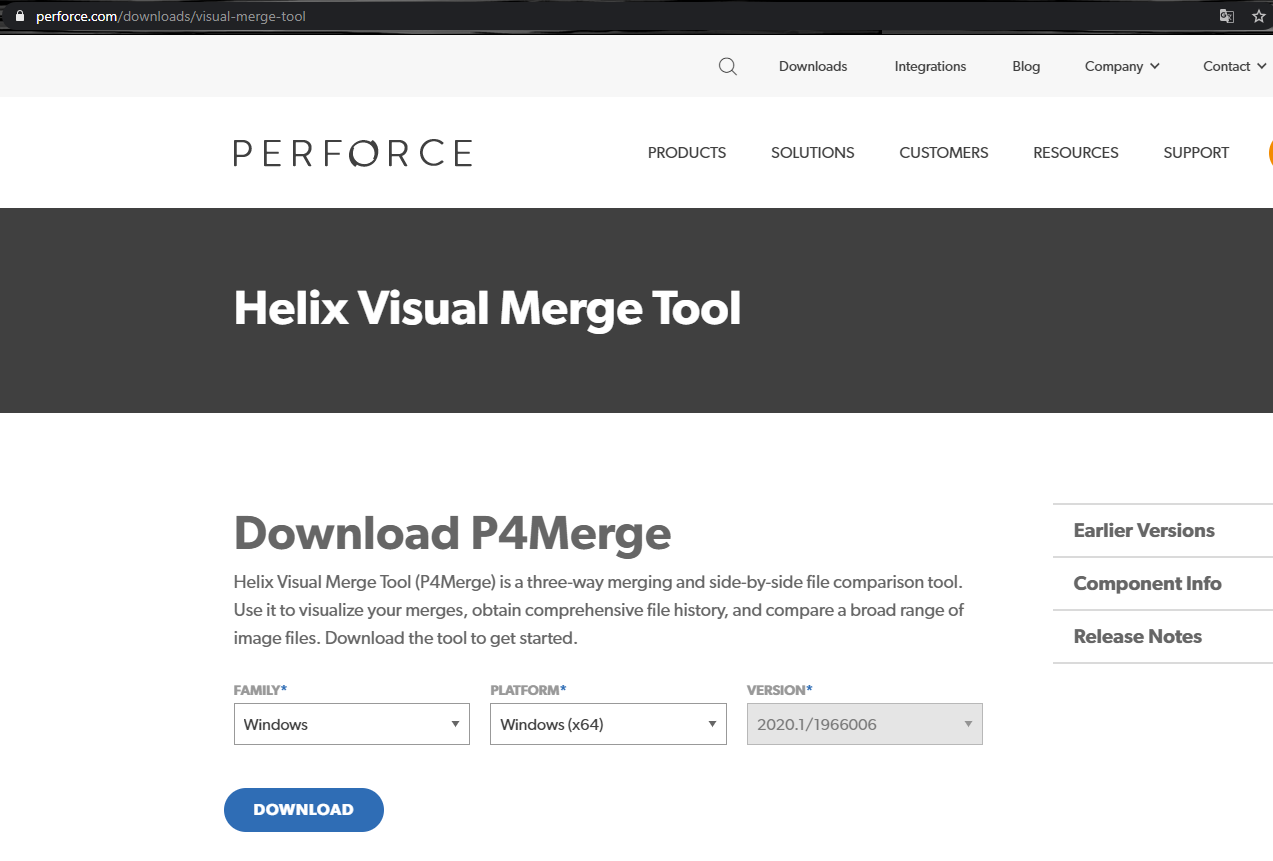 perforce.com/downloads/visual-merge-tool
Downloads Integrations Blog Company Contact
PERFORCE
PRODUCTS SOLUTIONS CUSTOMERS RESOURCES SUPPORT
Helix Visual Merge Tool
Download P4Merge
Helix Visual Merge Tool (P4Merge) is a three-way merging and side-by-side file comparison tool.
Use it to visualize your merges, obtain comprehensive file history, and compare a broad range of
image files. Download the tool to get started.
Earlier Versions
Component Info
Release Notes
FAMILY* PLATFORM* VERSION*
Windows Windows (x64) 2020.1/1966006
DOWNLOAD